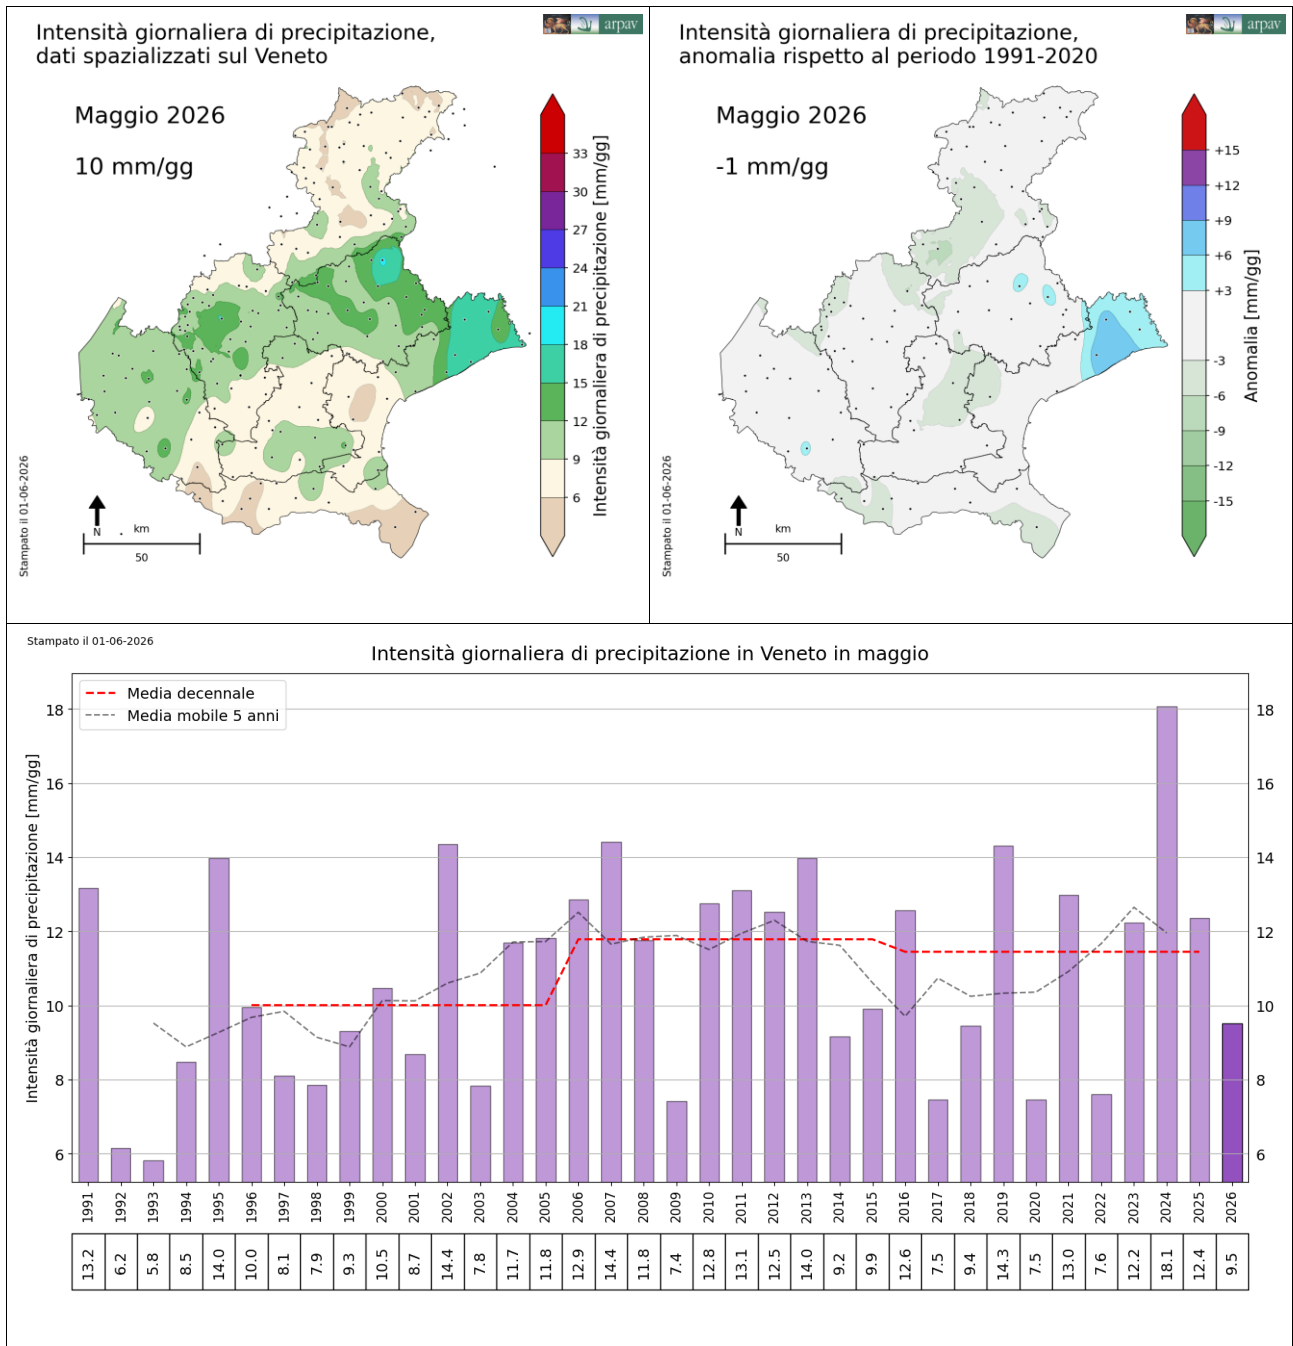 Intensità giornaliera di precipitazione,
dati spazializzati sul Veneto
arpav
Maggio 2026
10 mm/gg
33
30
27
24
21
18
15
12
9
6
Intensità giornaliera di precipitazione [mm/gg]
Stampato il 01-06-2026
N
km
50
Intensità giornaliera di precipitazione,
anomalia rispetto al periodo 1991-2020
arpav
Maggio 2026
-1 mm/gg
+15
+12
+9
+6
+3
-3
-6
-9
-12
-15
Anomalia [mm/gg]
Stampato il 01-06-2026
N
km
50
Stampato il 01-06-2026
Intensità giornaliera di precipitazione in Veneto in maggio
Media decennale
Media mobile 5 anni
Intensità giornaliera di precipitazione [mm/gg]
18 18
16 16
14 14
12 12
10 10
8 8
6 6
1991 1992 1993 1994 1995 1996 1997 1998 1999 2000 2001 2002 2003 2004 2005 2006 2007 2008 2009 2010 2011 2012 2013 2014 2015 2016 2017 2018 2019 2020 2021 2022 2023 2024 2025 2026
13.2 6.2 5.8 8.5 14.0 10.0 8.1 7.9 9.3 10.5 8.7 14.4 7.8 11.7 11.8 12.9 14.4 11.8 7.4 12.8 13.1 12.5 14.0 9.2 9.9 12.6 7.5 9.4 14.3 7.5 13.0 7.6 12.2 18.1 12.4 9.5